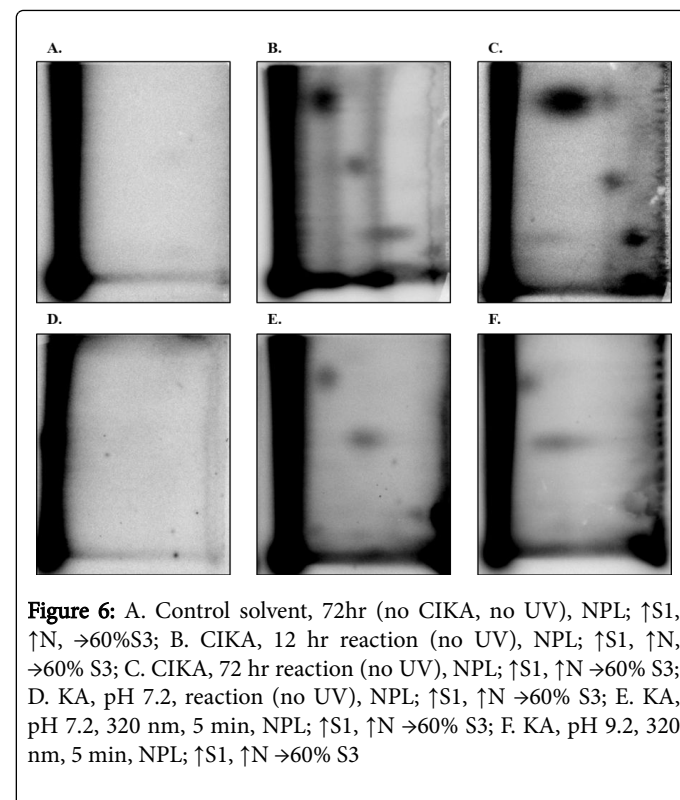 A. B. C.
D. E. F.
Figure 6: A. Control solvent, 72hr (no CIKA, no UV), NPL; ↑S1,
↑N, →60%S3; B. CIKA, 12 hr reaction (no UV), NPL; ↑S1, ↑N,
→60% S3; C. CIKA, 72 hr reaction (no UV), NPL; ↑S1, ↑N →60% S3;
D. KA, pH 7.2, reaction (no UV), NPL; ↑S1, ↑N →60% S3; E. KA,
pH 7.2, 320 nm, 5 min, NPL; ↑S1, ↑N →60% S3; F. KA, pH 9.2, 320
nm, 5 min, NPL; ↑S1, ↑N →60% S3